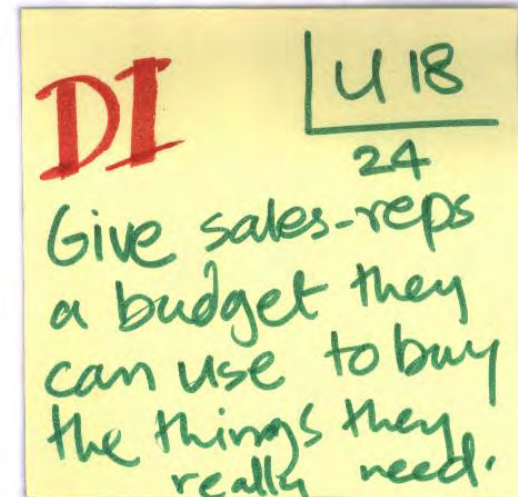 DI U 18
24
Give sales-reps
a budget they
can use to buy
the things they
really need.